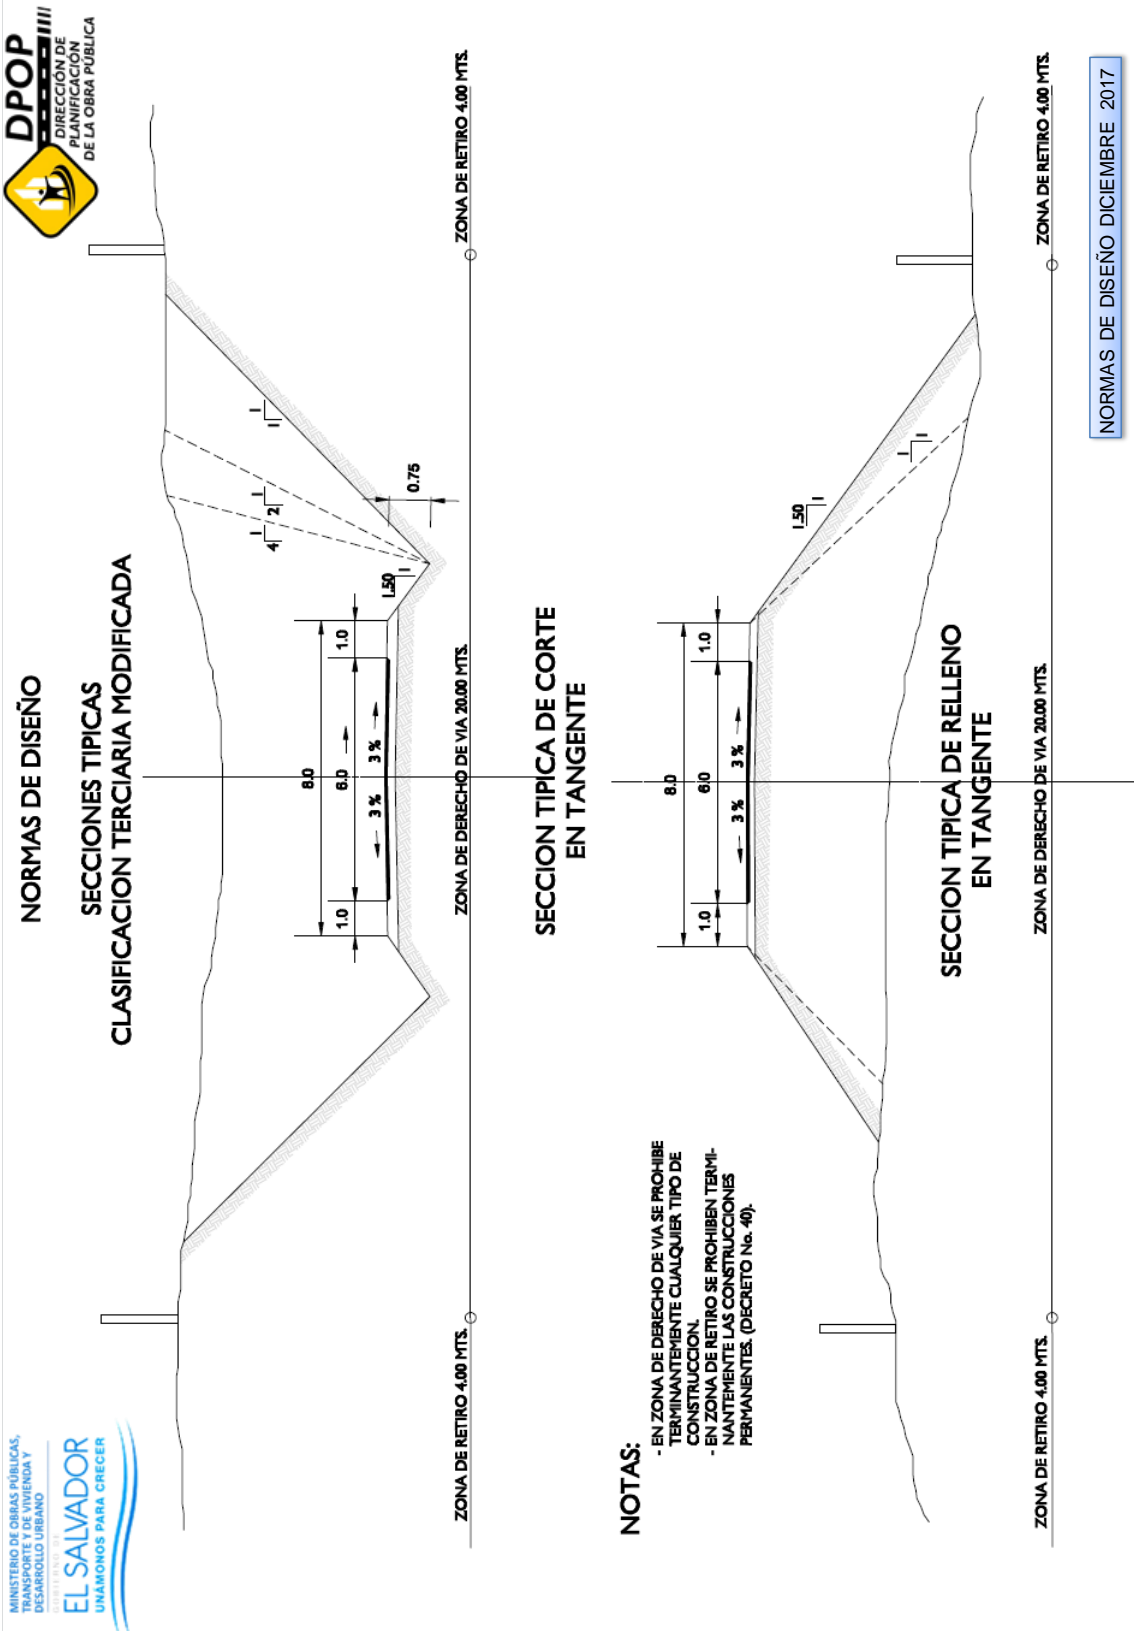 MINISTERIO DE OBRAS PÚBLICAS,
TRANSPORTE Y DE VIVIENDA Y
DESARROLLO URBANO
GOBIERNO DE
EL SALVADOR
UNÁMONOS PARA CRECER
NORMAS DE DISEÑO
SECCIONES TIPICAS
CLASIFICACION TERCIARIA MODIFICADA
DPOP
DIRECCIÓN DE
PLANIFICACIÓN
DE LA OBRA PÚBLICA
4
1
2
1
1
1
8.0
1.0
6.0
1.0
3 %
3 %
1.50
1
0.75
ZONA DE RETIRO 4.00 MTS.
ZONA DE DERECHO DE VIA 20.00 MTS.
ZONA DE RETIRO 4.00 MTS.
SECCION TIPICA DE CORTE
EN TANGENTE
NOTAS:
- EN ZONA DE DERECHO DE VIA SE PROHIBE
TERMINANTEMENTE CUALQUIER TIPO DE
CONSTRUCCION.
- EN ZONA DE RETIRO SE PROHIBEN TERMI-
NANTEMENTE LAS CONSTRUCCIONES
PERMANENTES. (DECRETO No. 40).
8.0
1.0
6.0
1.0
3 %
3 %
1.50
1
1
1
SECCION TIPICA DE RELLENO
EN TANGENTE
ZONA DE RETIRO 4.00 MTS.
ZONA DE DERECHO DE VIA 20.00 MTS.
ZONA DE RETIRO 4.00 MTS.
NORMAS DE DISEÑO DICIEMBRE 2017